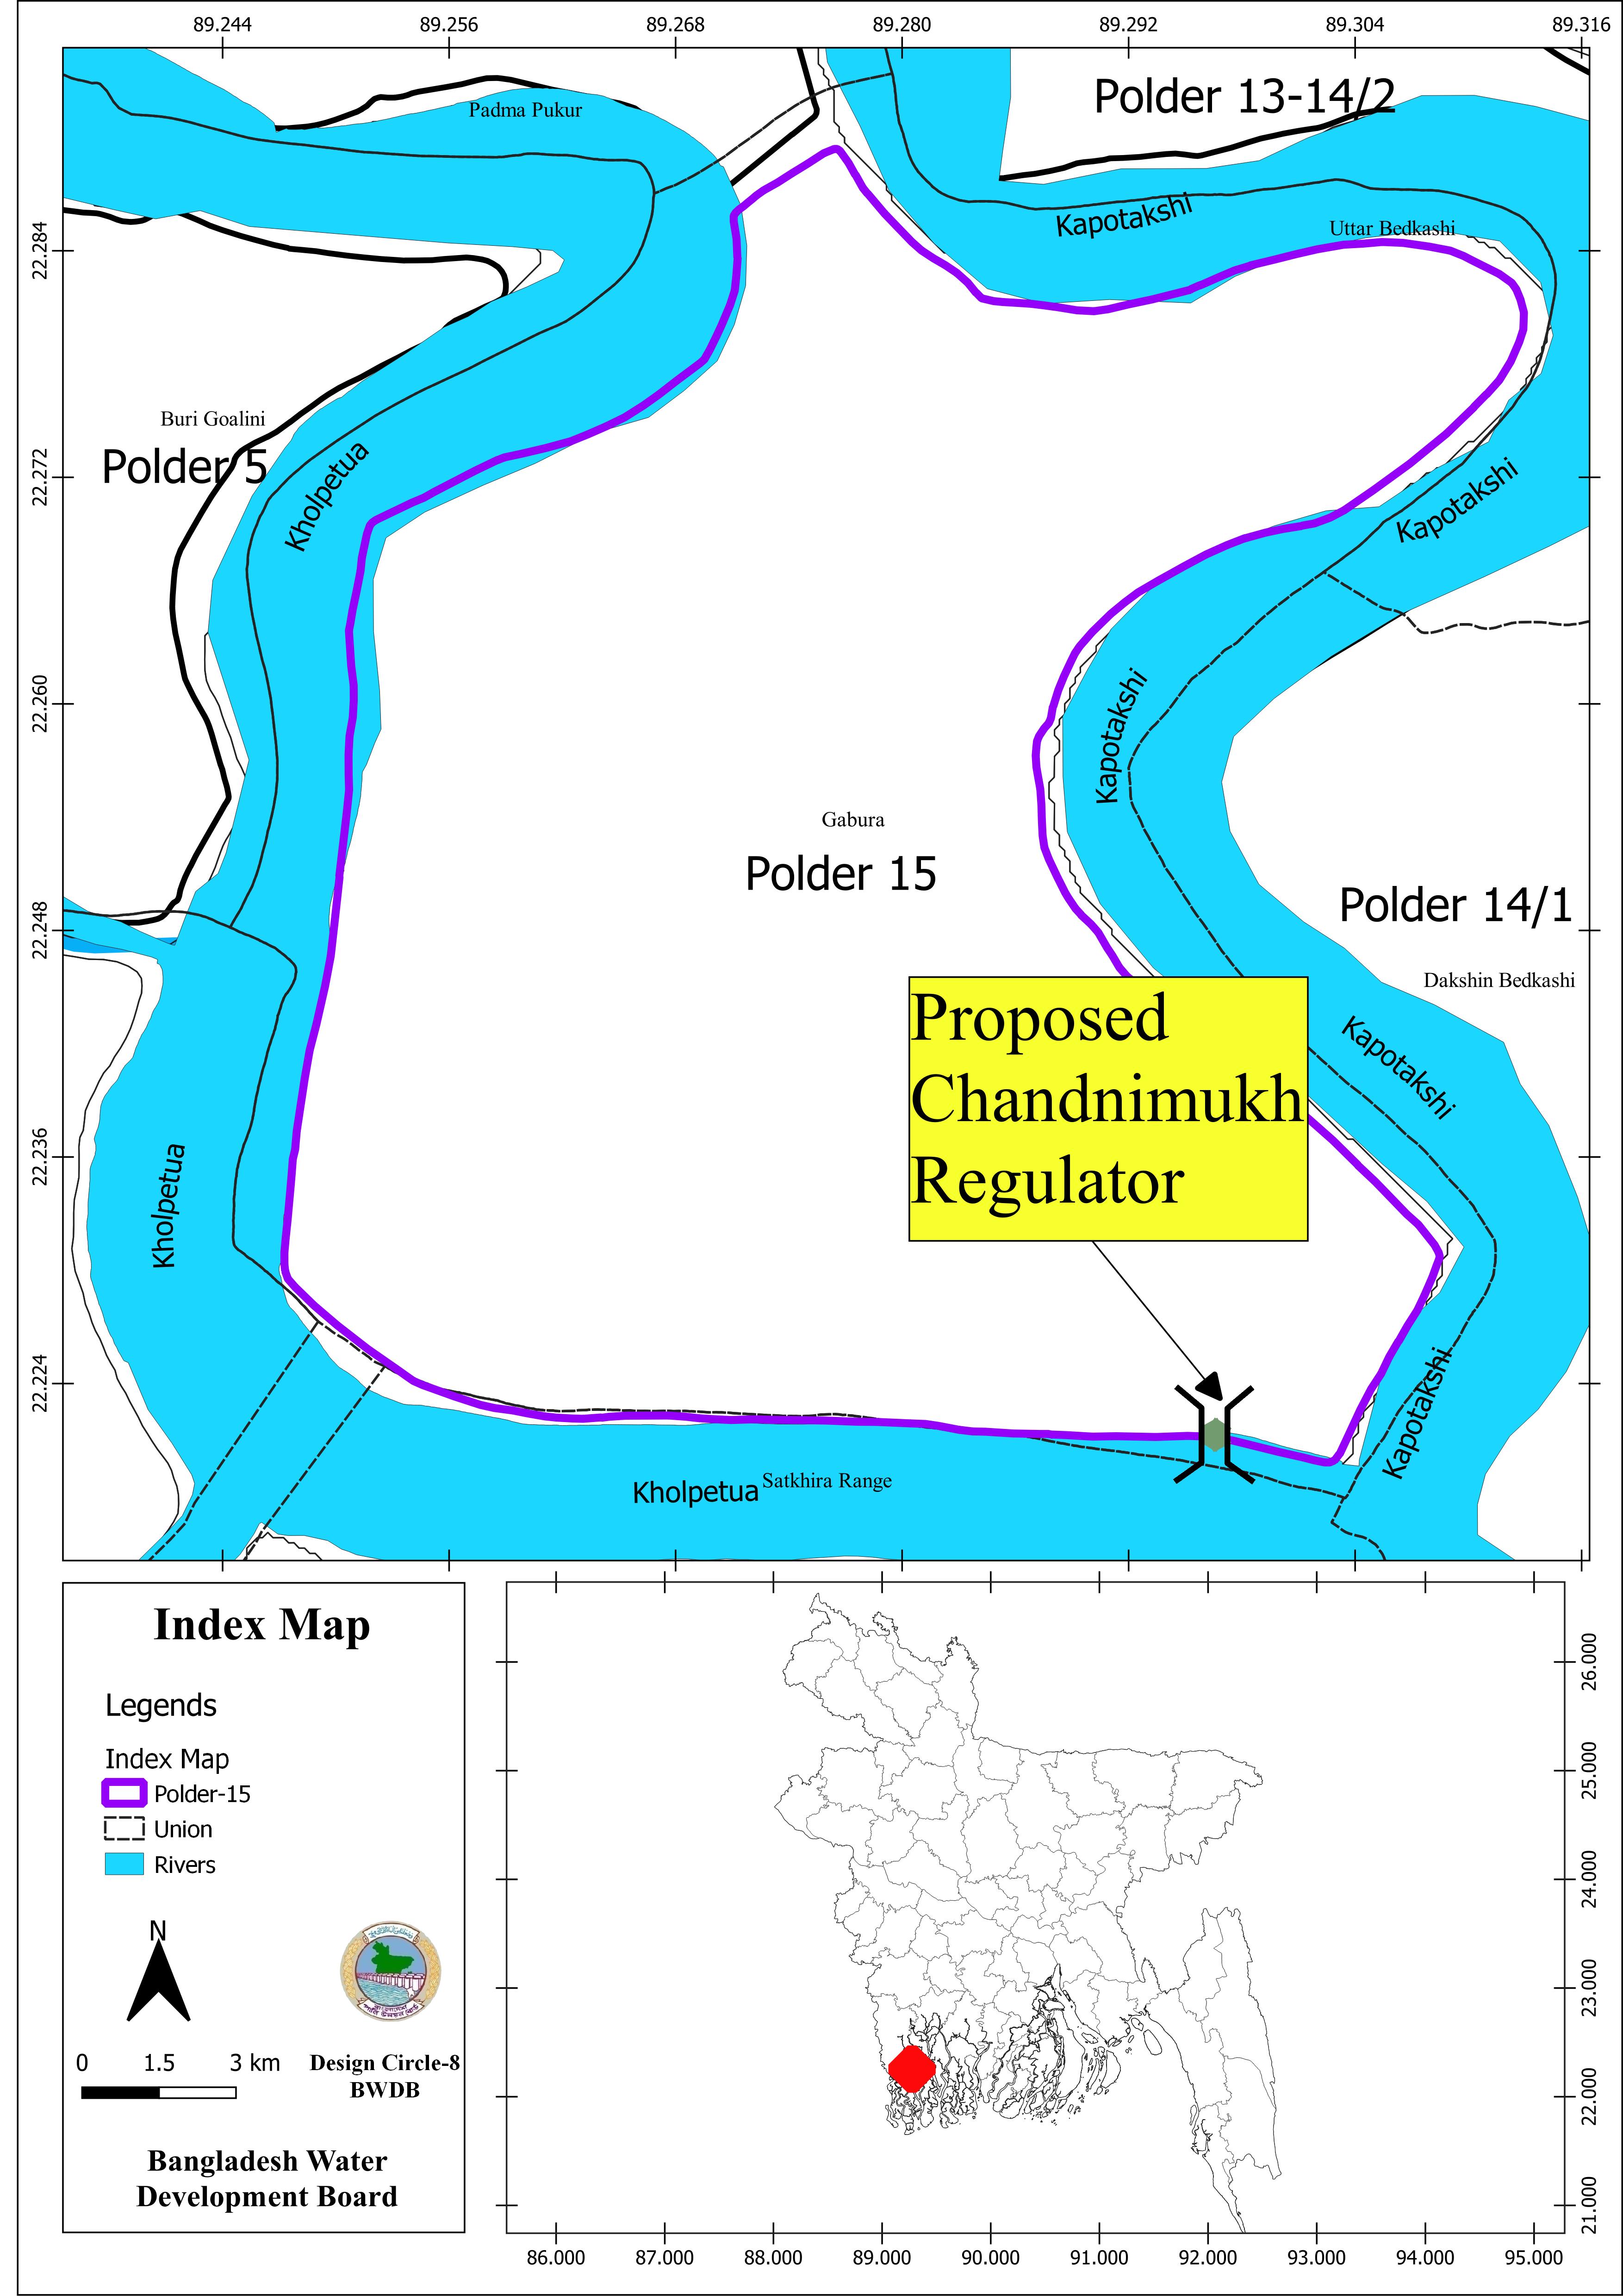 89.244 89.256 89.268 89.280 89.292 89.304 89.316
Polder 13-14/2
Padma Pukur
Kapotakshi
Uttar Bedkashi
22.284
Buri Goalini
Polder 5
22.272
Kholpetua
Kapotakshi
22.260
Kapotakshi
Gabura
Polder 15
Polder 14/1
22.248
Dakshin Bedkashi
Proposed
Chandnimukh
Regulator
Kapotakshi
22.236
Kholpetua
22.224
Kapotakshi
Kholpetua
Satkhira Range
Index Map
Legends
Index Map
Polder-15
Union
Rivers
N
0 1.5 3 km
Design Circle-8
BWDB
Bangladesh Water
Development Board
26.000
25.000
24.000
23.000
22.000
21.000
86.000 87.000 88.000 89.000 90.000 91.000 92.000 93.000 94.000 95.000